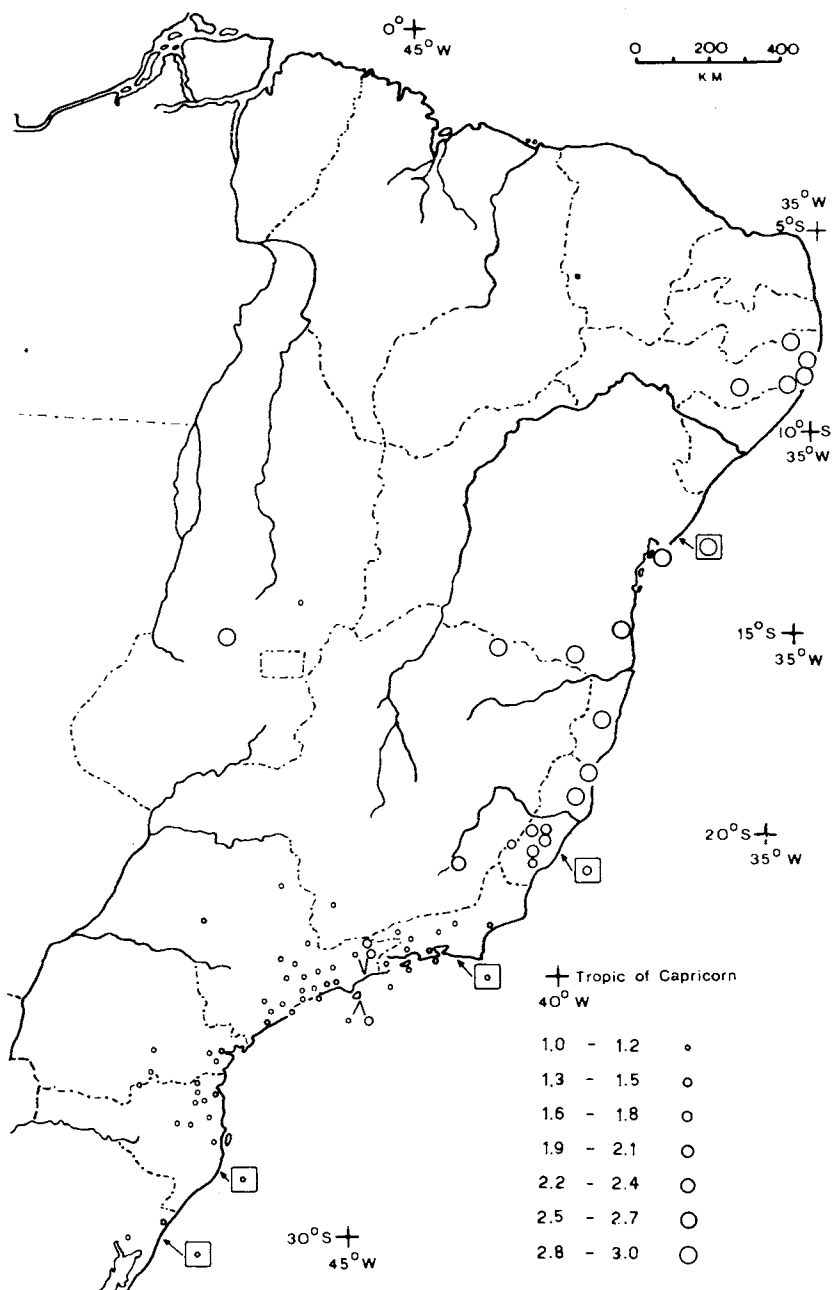 0° 45°W
0 200 400
KM
35°W
5°S
10°S
35°W
15°S
35°W
20°S
35°W
Tropic of Capricorn
40°W
1.0 - 1.2
1.3 - 1.5
1.6 - 1.8
1.9 - 2.1
2.2 - 2.4
2.5 - 2.7
2.8 - 3.0
30°S
45°W